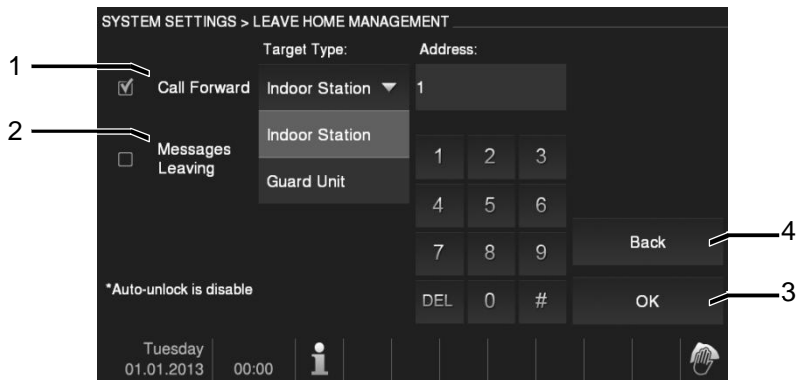 SYSTEM SETTINGS > LEAVE HOME MANAGEMENT
Target Type:
Address:
1
Call Forward
Indoor Station
1
2
Messages
Leaving
Indoor Station
Guard Unit
1 2 3
4 5 6
7 8 9
DEL 0 #
Back
4
OK
3
*Auto-unlock is disable
Tuesday
01.01.2013
00:00